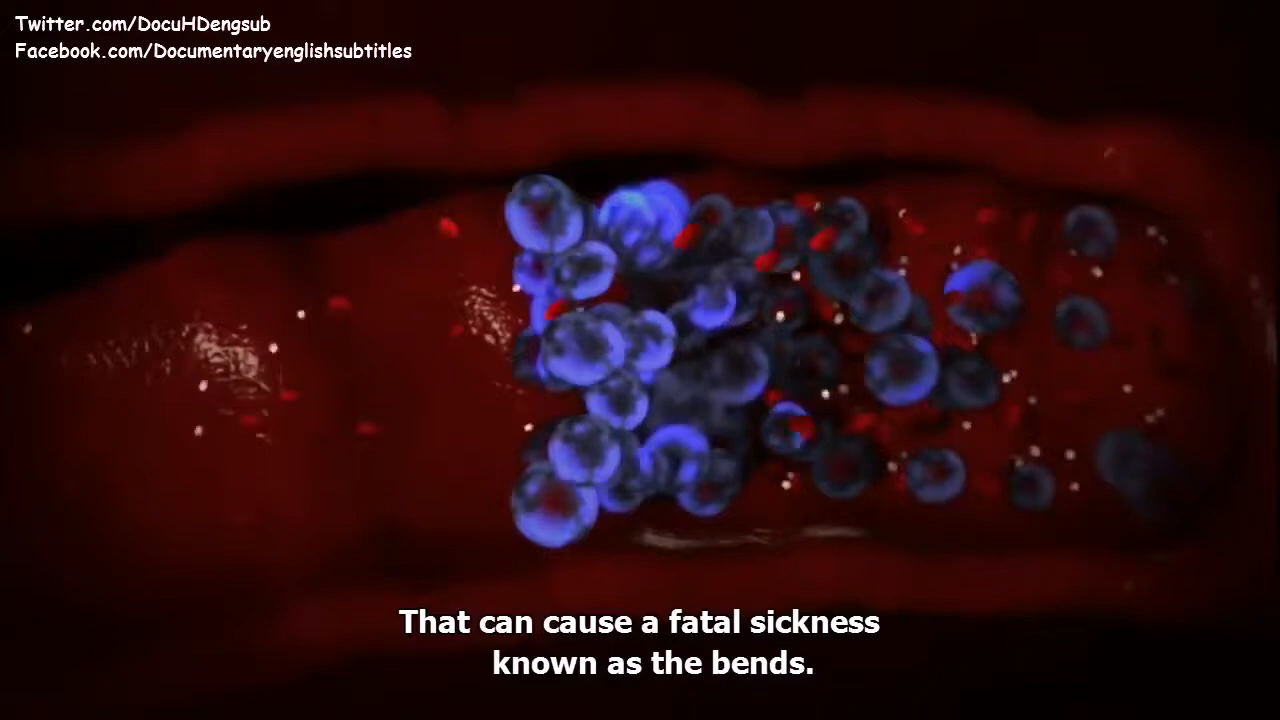 Twitter.com/DocuHDengsub
Facebook.com/Documentaryenglishsubtitles
That can cause a fatal sickness
known as the bends.